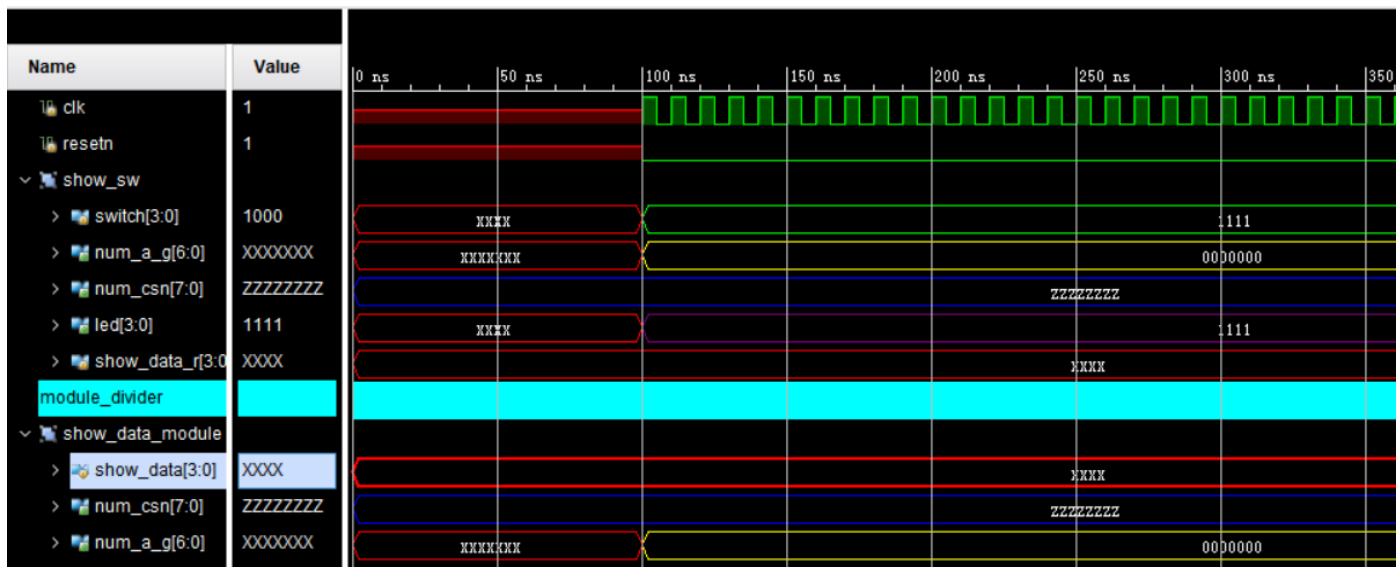 Name Value 0 ns 50 ns 100 ns 150 ns 200 ns 250 ns 300 ns 350
clk 1
resetn 1
show_sw
switch[3:0] 1000 XXXX 1111
num_a_g[6:0] XXXXXXX XXXXXXX 0000000
num_csn[7:0] ZZZZZZZZ ZZZZZZZZ
led[3:0] 1111 XXXX 1111
show_data_r[3:0 XXXX XXXX
module_divider
show_data_module
show_data[3:0] XXXX XXXX
num_csn[7:0] ZZZZZZZZ ZZZZZZZZ
num_a_g[6:0] XXXXXXX XXXXXXX 0000000